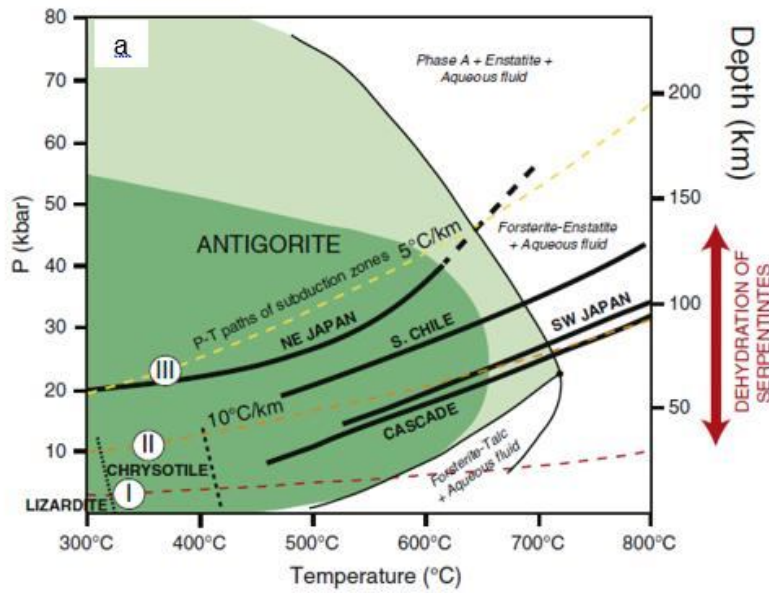 a
80
70
60
50
40
30
20
10
P (kbar)
300°C
400°C
500°C
600°C
700°C
800°C
Temperature (°C)
200
150
100
50
Depth (km)
Phase A + Enstatite +
Aqueous fluid
Forsterite-Enstatite
+ Aqueous fluid
Forsterite-Talc
+ Aqueous fluid
ANTIGORITE
P-T paths of subduction zones
5°C/km
NE JAPAN
S. CHILE
SW JAPAN
CASCADE
III
10°C/km
II
CHRYSOTILE
I
LIZARDITE
DEHYDRATION OF
SERPENTINTES